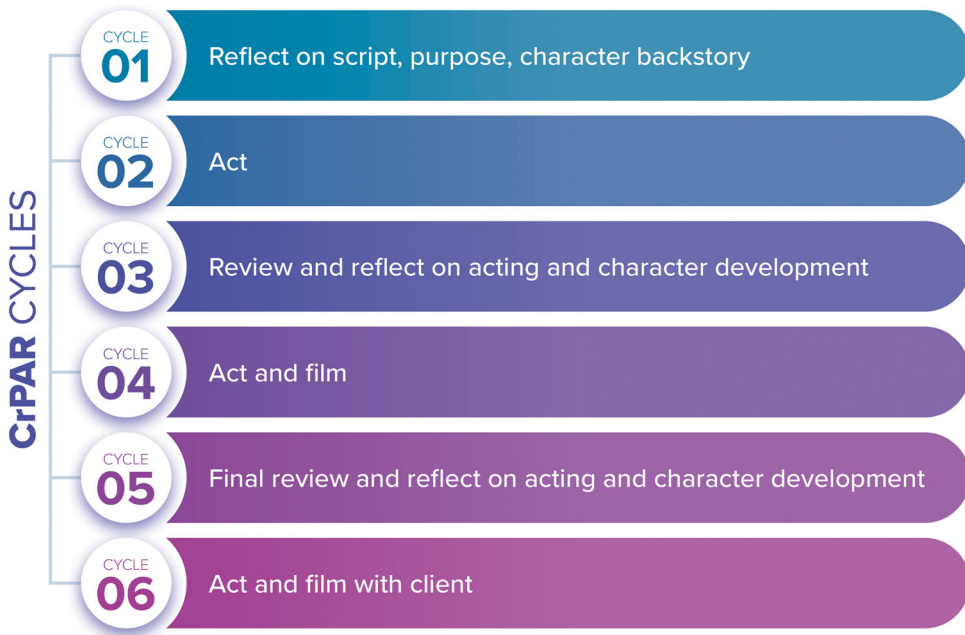 CrPAR CYCLES
CYCLE
01
Reflect on script, purpose, character backstory
CYCLE
02
Act
CYCLE
03
Review and reflect on acting and character development
CYCLE
04
Act and film
CYCLE
05
Final review and reflect on acting and character development
CYCLE
06
Act and film with client